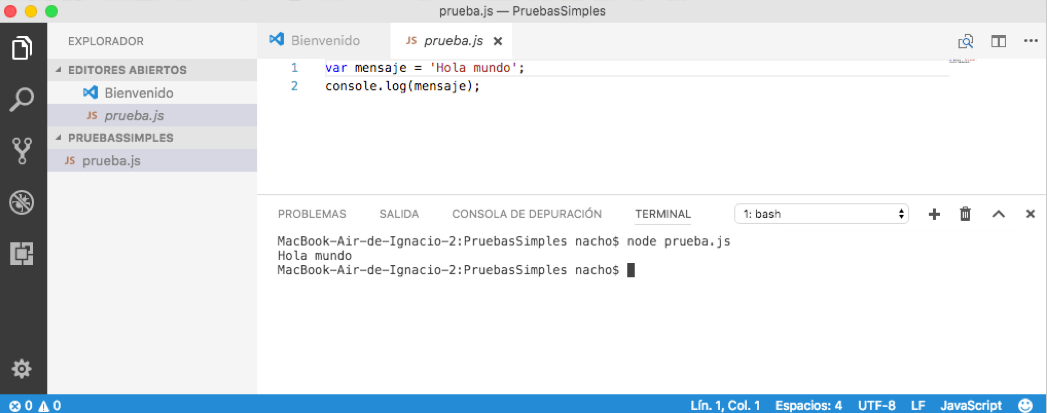 prueba.js — PruebasSimples
EXPLORADOR
EDITORES ABIERTOS
Bienvenido
JS prueba.js
PRUEBASSIMPLES
JS prueba.js
Bienvenido
JS prueba.js
1 var mensaje = 'Hola mundo';
2 console.log(mensaje);
PROBLEMAS SALIDA CONSOLA DE DEPURACIÓN TERMINAL 1: bash
MacBook-Air-de-Ignacio-2:PruebasSimples nacho$ node prueba.js
Hola mundo
MacBook-Air-de-Ignacio-2:PruebasSimples nacho$
0 0 Lín. 1, Col. 1 Espacios: 4 UTF-8 LF JavaScript